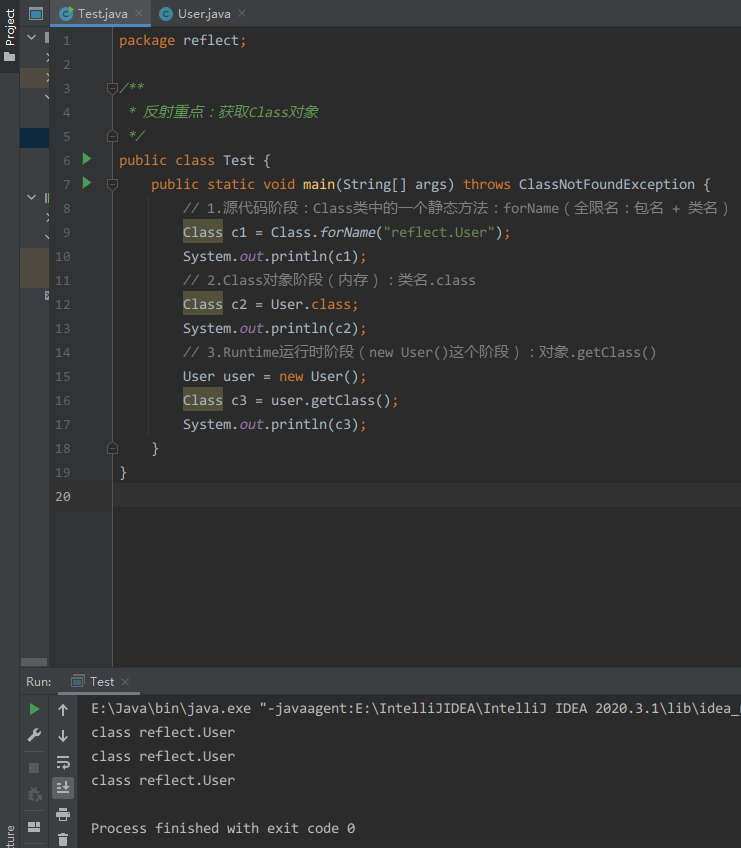 Project
Test.java
User.java
1 package reflect;
2
3 /**
4 * 反射重点：获取Class对象
5 */
6 public class Test {
7 public static void main(String[] args) throws ClassNotFoundException {
8 // 1.源代码阶段：Class类中的一个静态方法：forName（全限名：包名 + 类名）
9 Class c1 = Class.forName("reflect.User");
10 System.out.println(c1);
11 // 2.Class对象阶段（内存）：类名.class
12 Class c2 = User.class;
13 System.out.println(c2);
14 // 3.Runtime运行时阶段（new User()这个阶段）：对象.getClass()
15 User user = new User();
16 Class c3 = user.getClass();
17 System.out.println(c3);
18 }
19 }
20
Run: Test
E:\Java\bin\java.exe "-javaagent:E:\IntelliJIDEA\IntelliJ IDEA 2020.3.1\lib\idea_
class reflect.User
class reflect.User
class reflect.User
Process finished with exit code 0